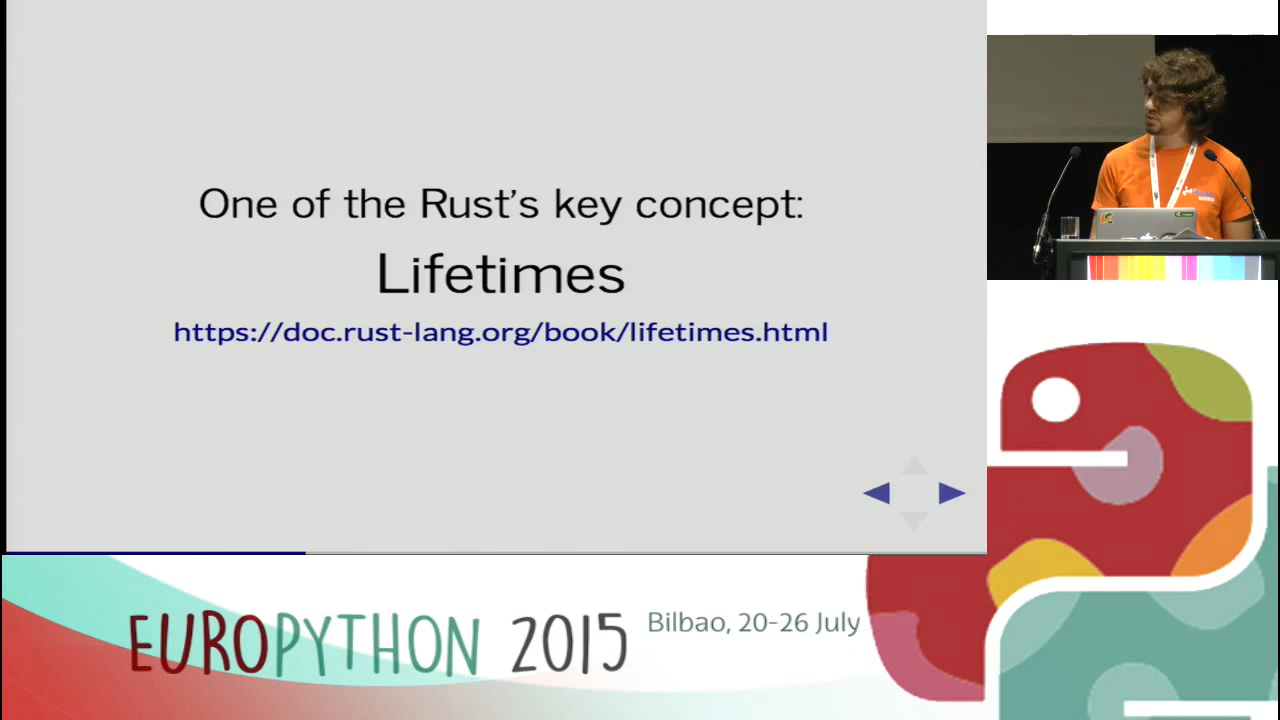 One of the Rust's key concept:
Lifetimes
https://doc.rust-lang.org/book/lifetimes.html
EUROPYTHON 2015
Bilbao, 20-26 July